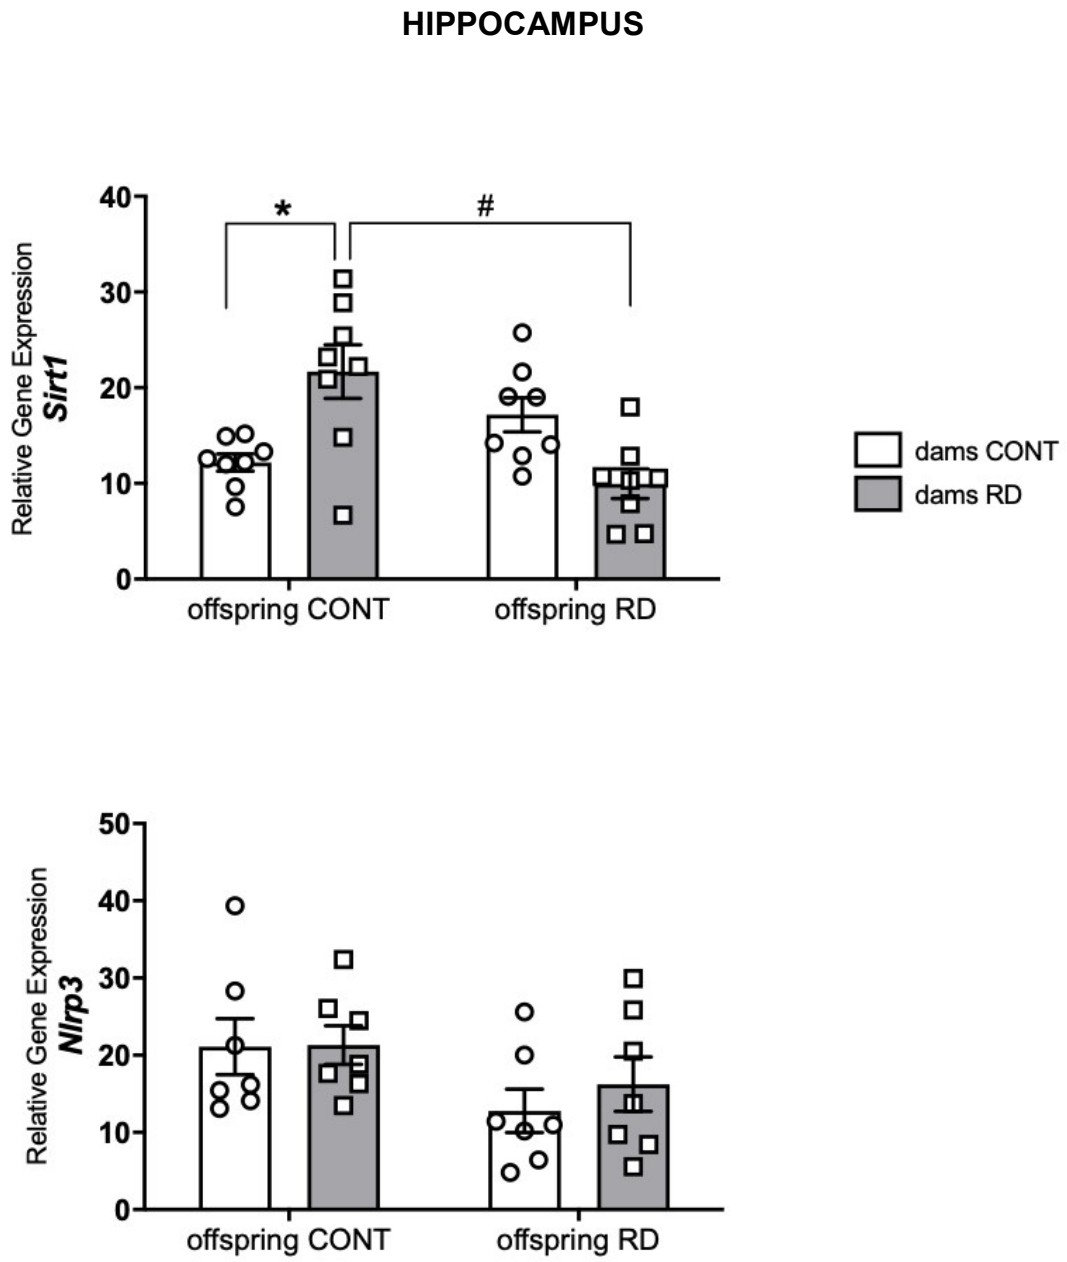 HIPPOCAMPUS
Relative Gene Expression
Sirt1
40
30
20
10
0
*
#
offspring CONT
offspring RD
dams CONT
dams RD
Relative Gene Expression
Nlrp3
50
40
30
20
10
0
offspring CONT
offspring RD